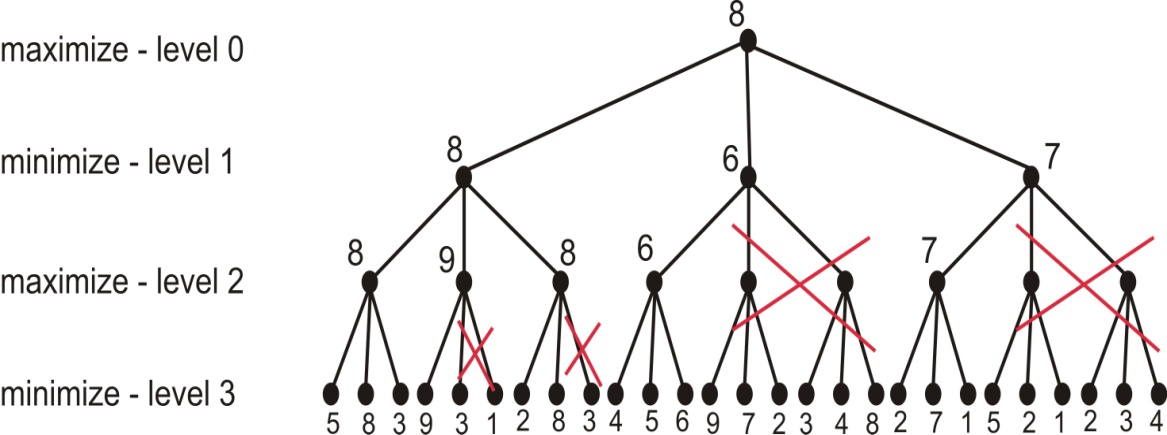 8
maximize - level 0
8 6 7
minimize - level 1
8 9 8 6 7
maximize - level 2
minimize - level 3
5 8 3 9 3 1 2 8 3 4 5 6 9 7 2 3 4 8 2 7 1 5 2 1 2 3 4